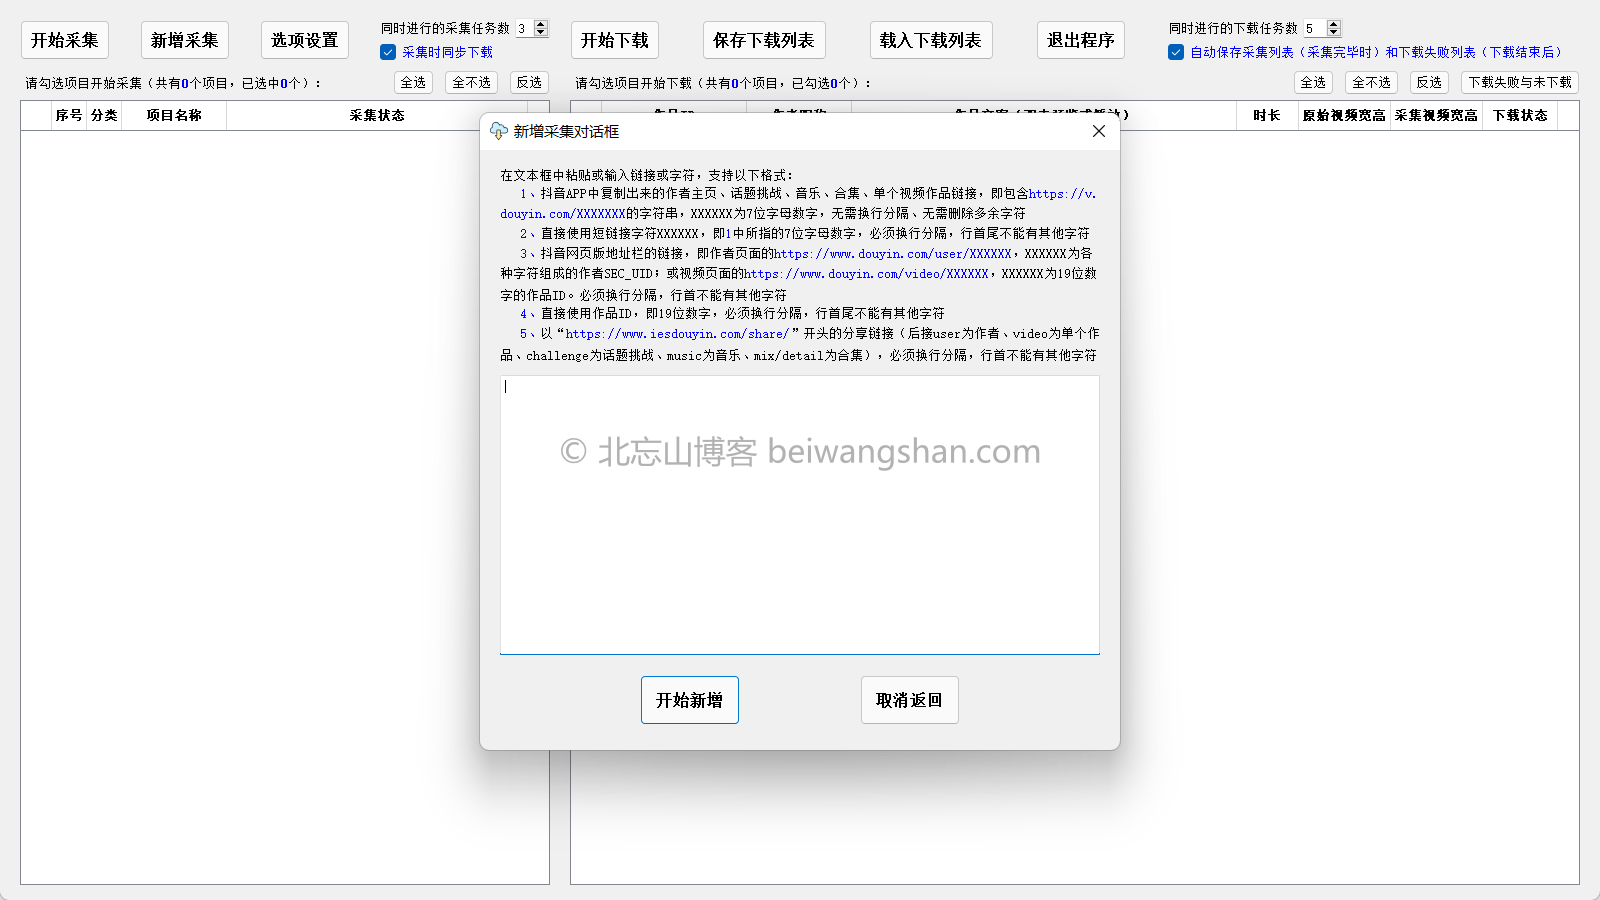 开始采集
新增采集
选项设置
同时进行的采集任务数 3
采集时同步下载
开始下载
保存下载列表
载入下载列表
退出程序
同时进行的下载任务数 5
自动保存采集列表（采集完毕时）和下载失败列表（下载结束后）
请勾选项目开始采集（共有0个项目，已选中0个）：
全选
全不选
反选
请勾选项目开始下载（共有0个项目，已勾选0个）：
全选
全不选
反选
下载失败与未下载
序号 分类 项目名称 采集状态
时长 原始视频宽高 采集视频宽高 下载状态
新增采集对话框
在文本框中粘贴或输入链接或字符，支持以下格式：
1、抖音APP中复制出来的作者主页、话题挑战、音乐、合集、单个视频作品链接，即包含https://v.
douyin.com/XXXXXXX的字符串，XXXXXX为7位字母数字，无需换行分隔、无需删除多余字符
2、直接使用短链接字符XXXXXX，即1中所指的7位字母数字，必须换行分隔，行首尾不能有其他字符
3、抖音网页版地址栏的链接，即作者页面的https://www.douyin.com/user/XXXXXX，XXXXXX为各
种字符组成的作者SEC_UID；或视频页面的https://www.douyin.com/video/XXXXXX，XXXXXX为19位数
字的作品ID。必须换行分隔，行首不能有其他字符
4、直接使用作品ID，即19位数字，必须换行分隔，行首尾不能有其他字符
5、以“https://www.iesdouyin.com/share/”开头的分享链接（后接user为作者、video为单个作
品、challenge为话题挑战、music为音乐、mix/detail为合集），必须换行分隔，行首不能有其他字符
© 北忘山博客 beiwangshan.com
开始新增
取消返回